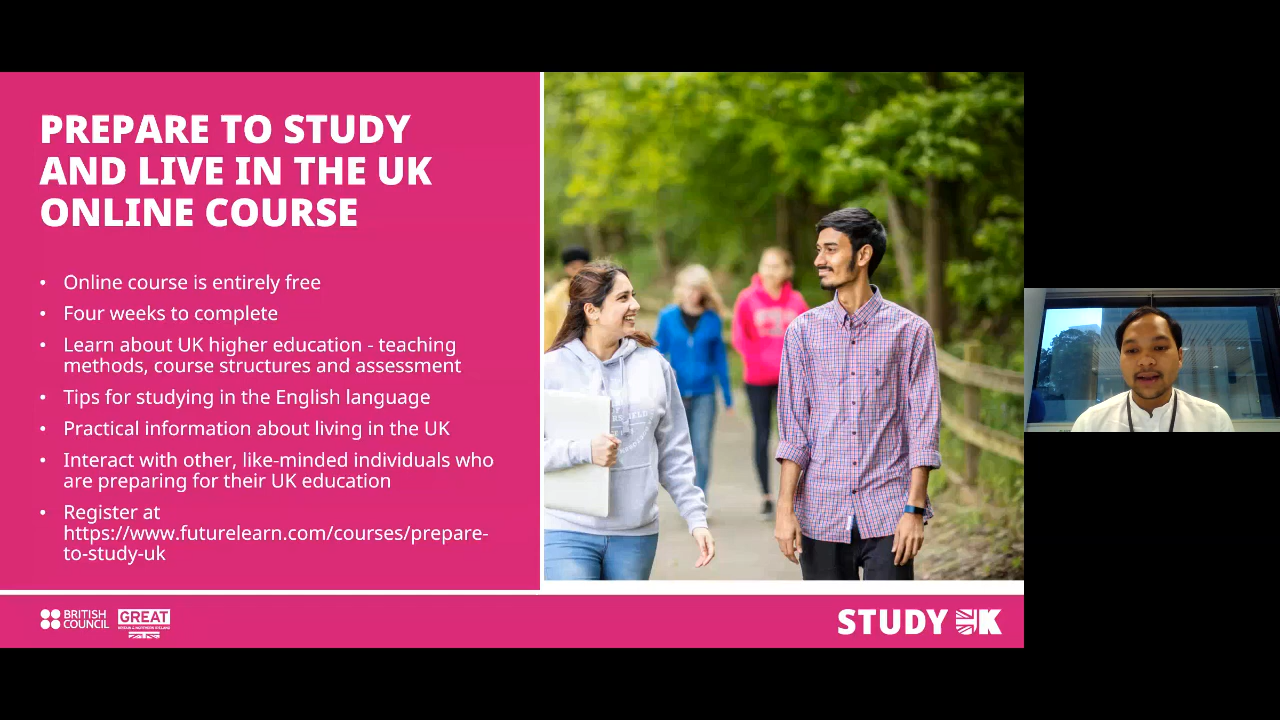 PREPARE TO STUDY
AND LIVE IN THE UK
ONLINE COURSE
• Online course is entirely free
• Four weeks to complete
• Learn about UK higher education - teaching
methods, course structures and assessment
• Tips for studying in the English language
• Practical information about living in the UK
• Interact with other, like-minded individuals who
are preparing for their UK education
• Register at
https://www.futurelearn.com/courses/prepare-
to-study-uk
BRITISH
COUNCIL
GREAT
STUDY UK